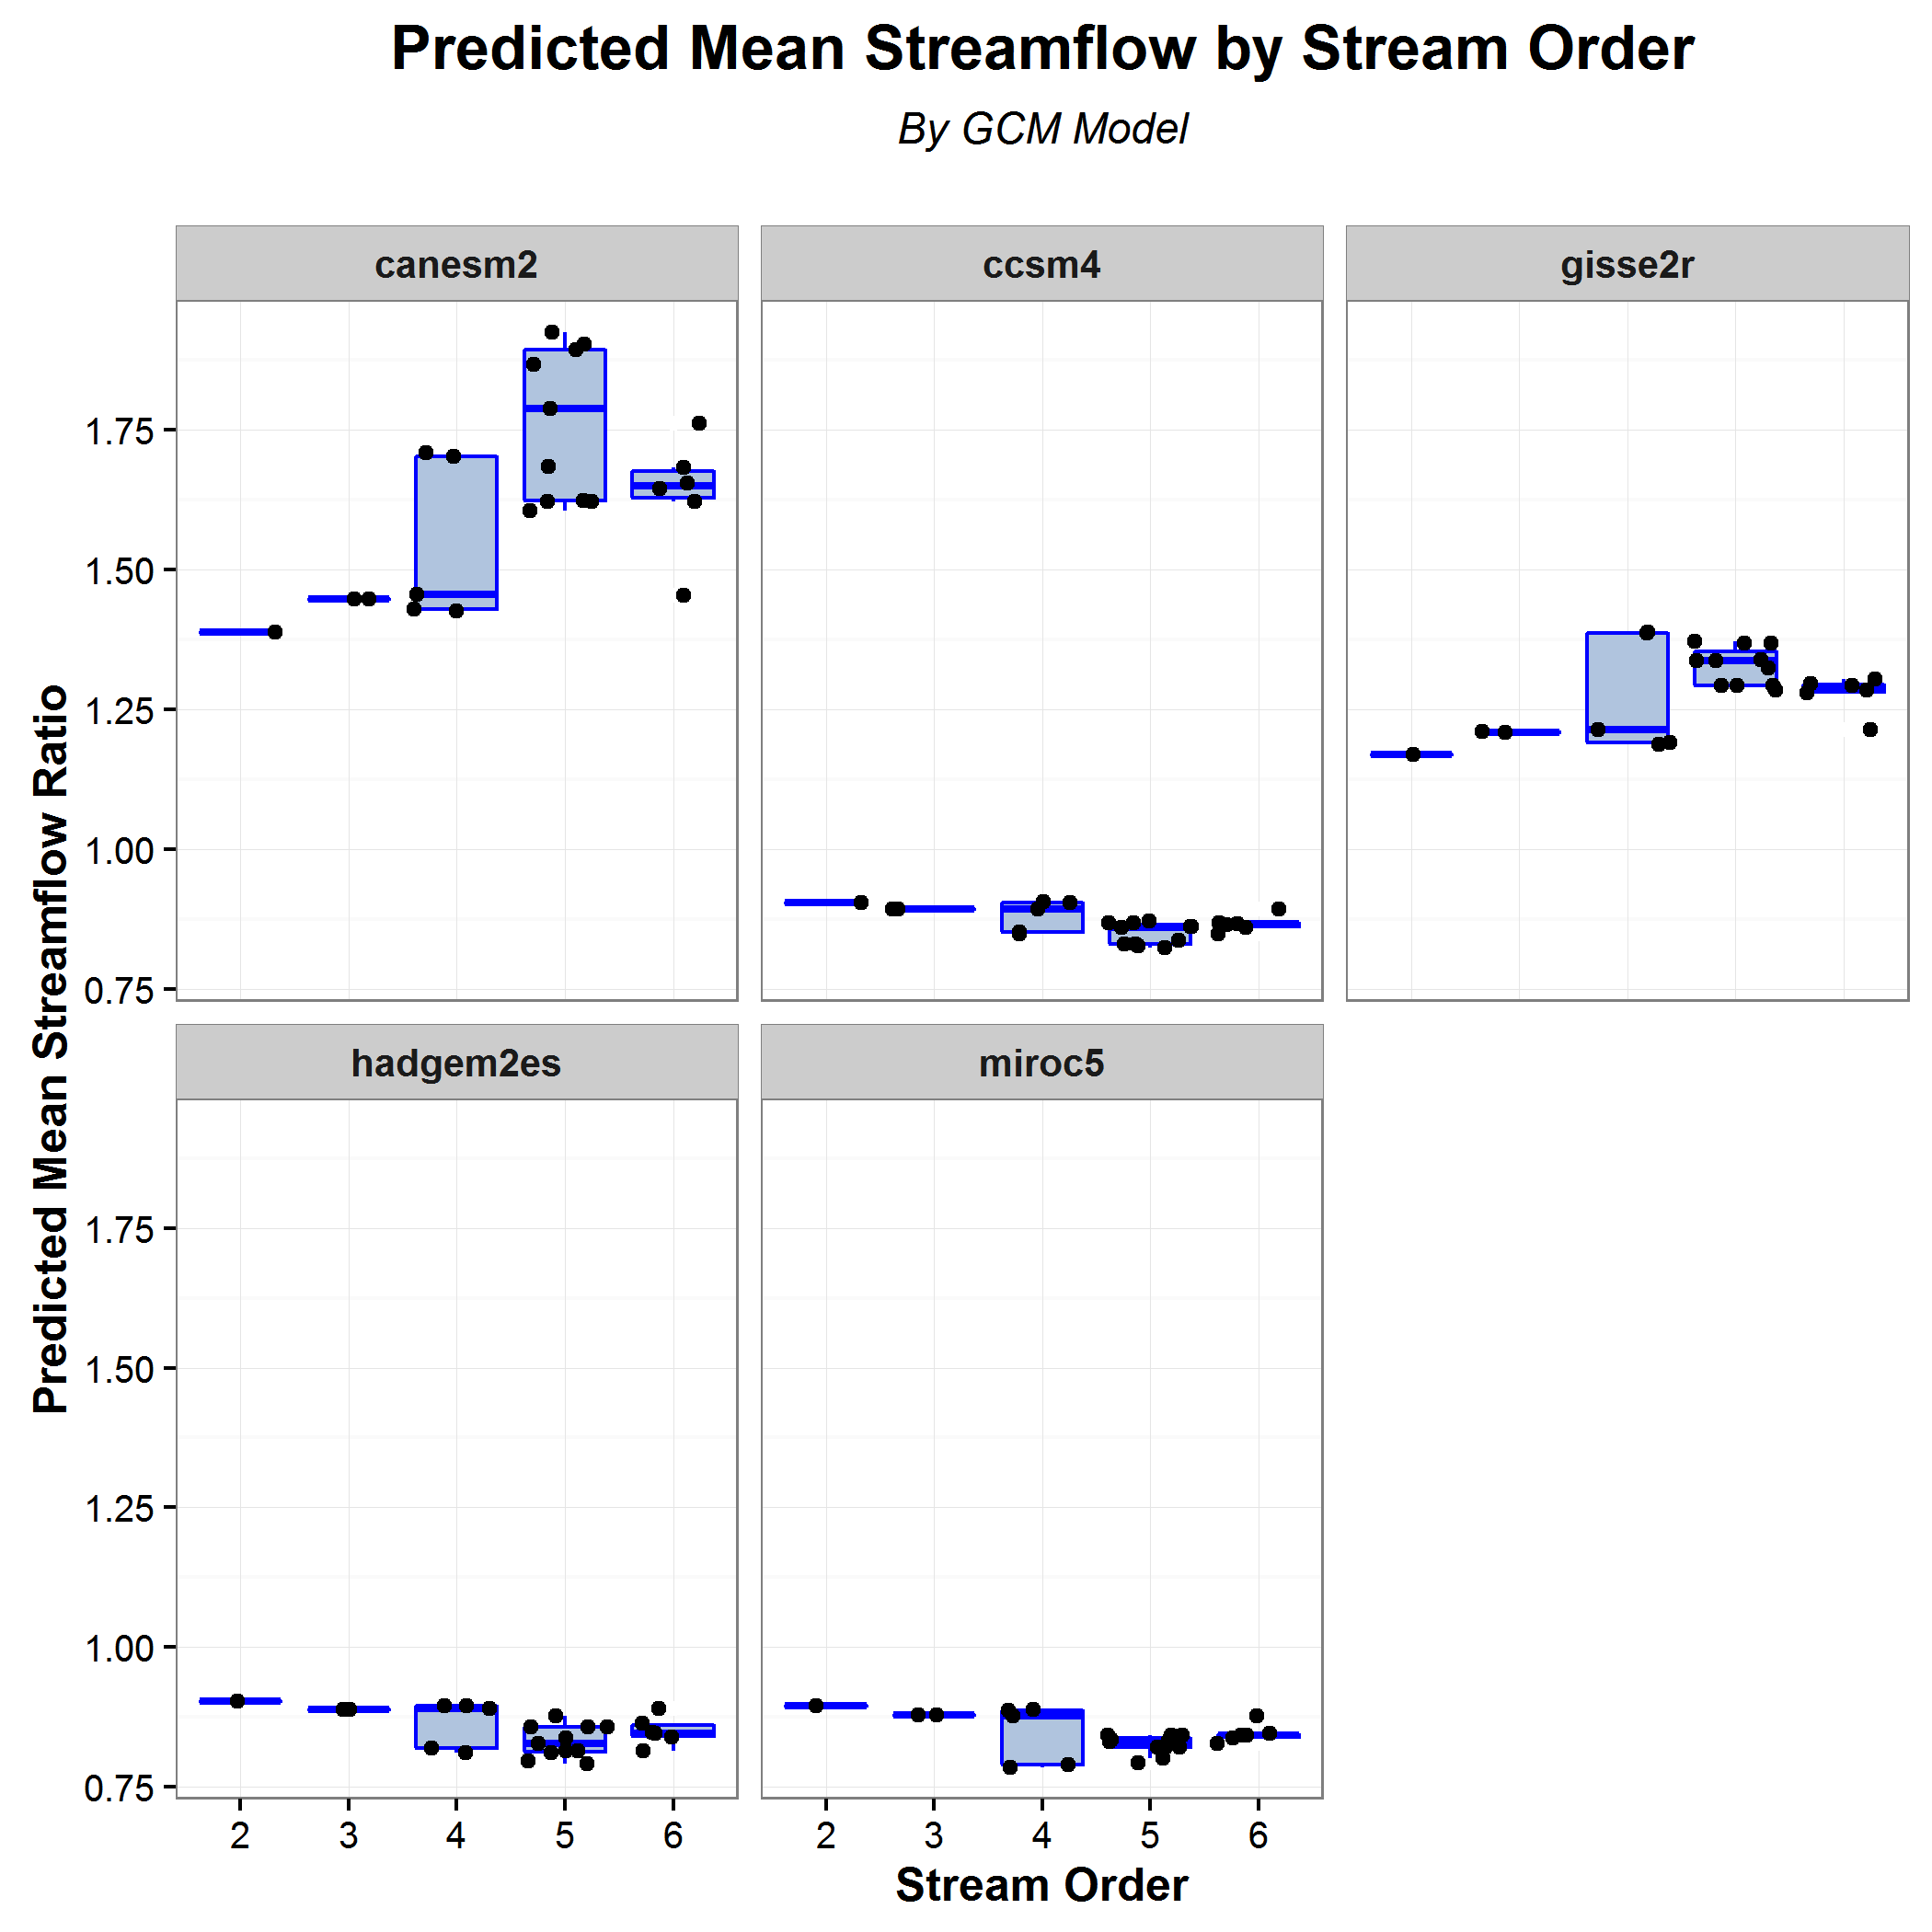 Predicted Mean Streamflow by Stream Order
By GCM Model
canesm2
ccsm4
gisse2r
Predicted Mean Streamflow Ratio
1.75
1.50
1.25
1.00
0.75
hadgem2es
miroc5
1.75
1.50
1.25
1.00
0.75
2 3 4 5 6
2 3 4 5 6
Stream Order